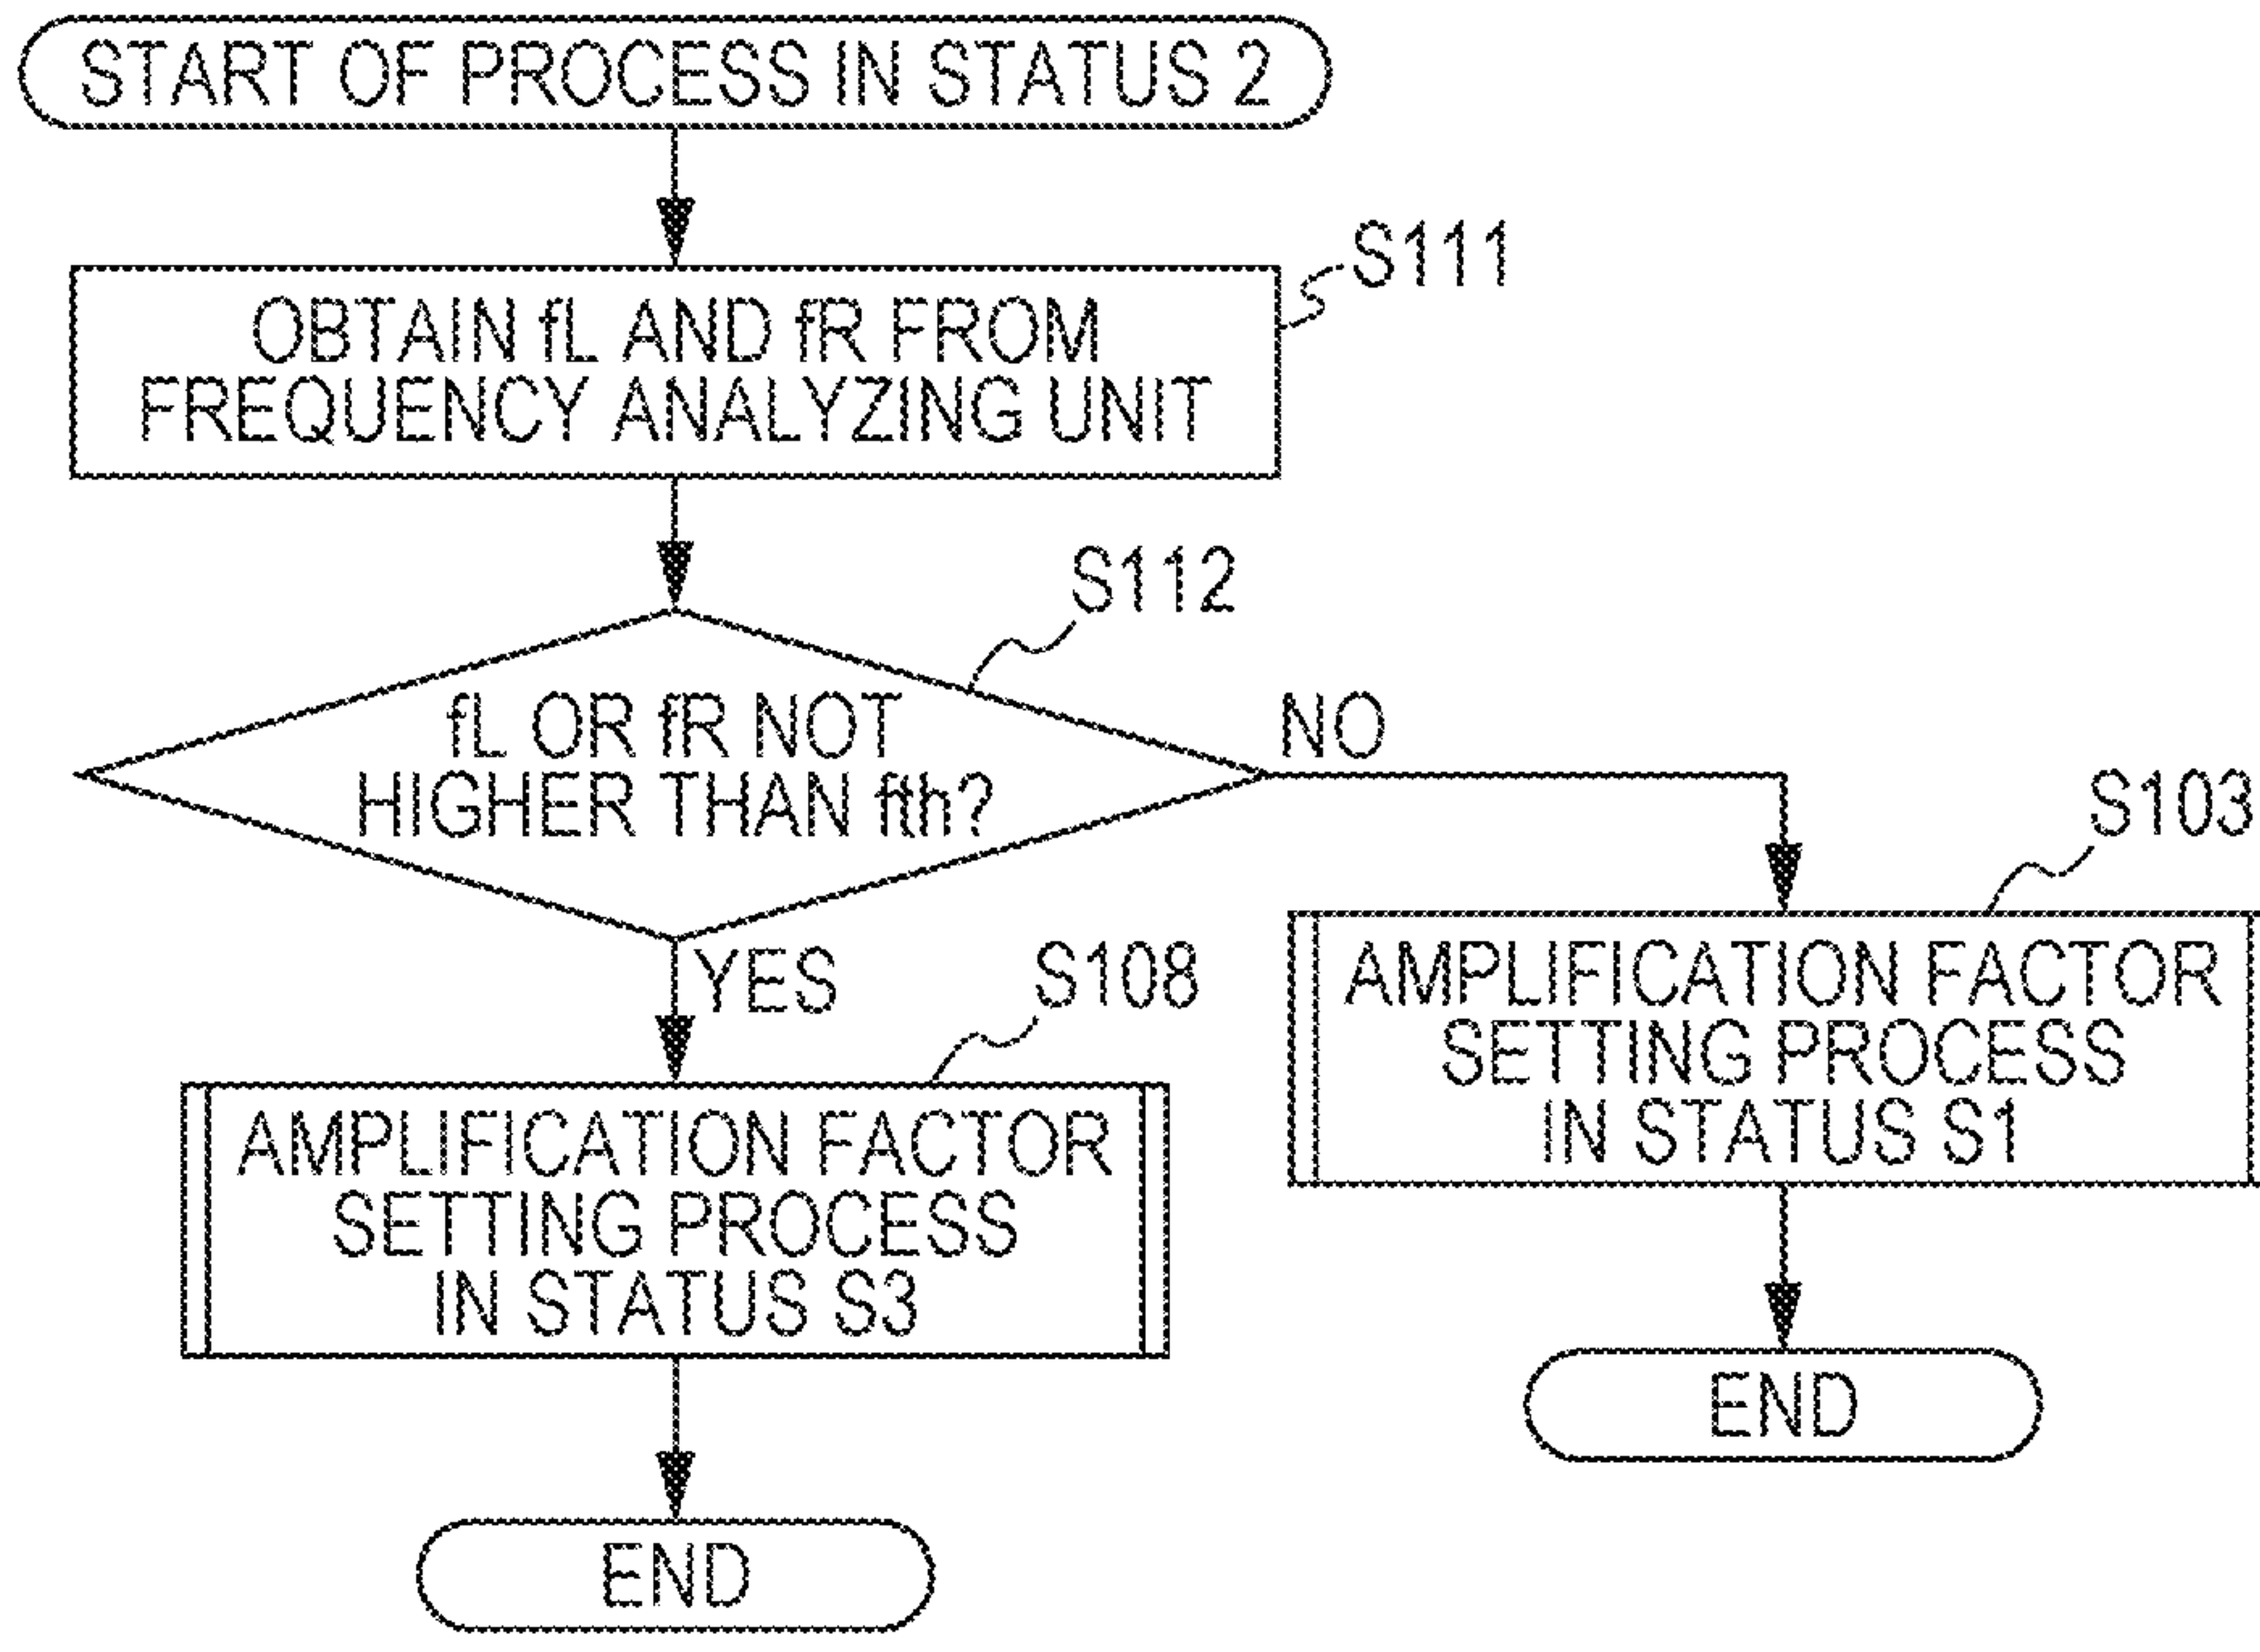 START OF PROCESS IN STATUS 2
S111
OBTAIN fL AND fR FROM
FREQUENCY ANALYZING UNIT
S112
fL OR fR NOT
HIGHER THAN fth?
NO
S103
YES
S108
AMPLIFICATION FACTOR
SETTING PROCESS
IN STATUS S1
AMPLIFICATION FACTOR
SETTING PROCESS
IN STATUS S3
END
END